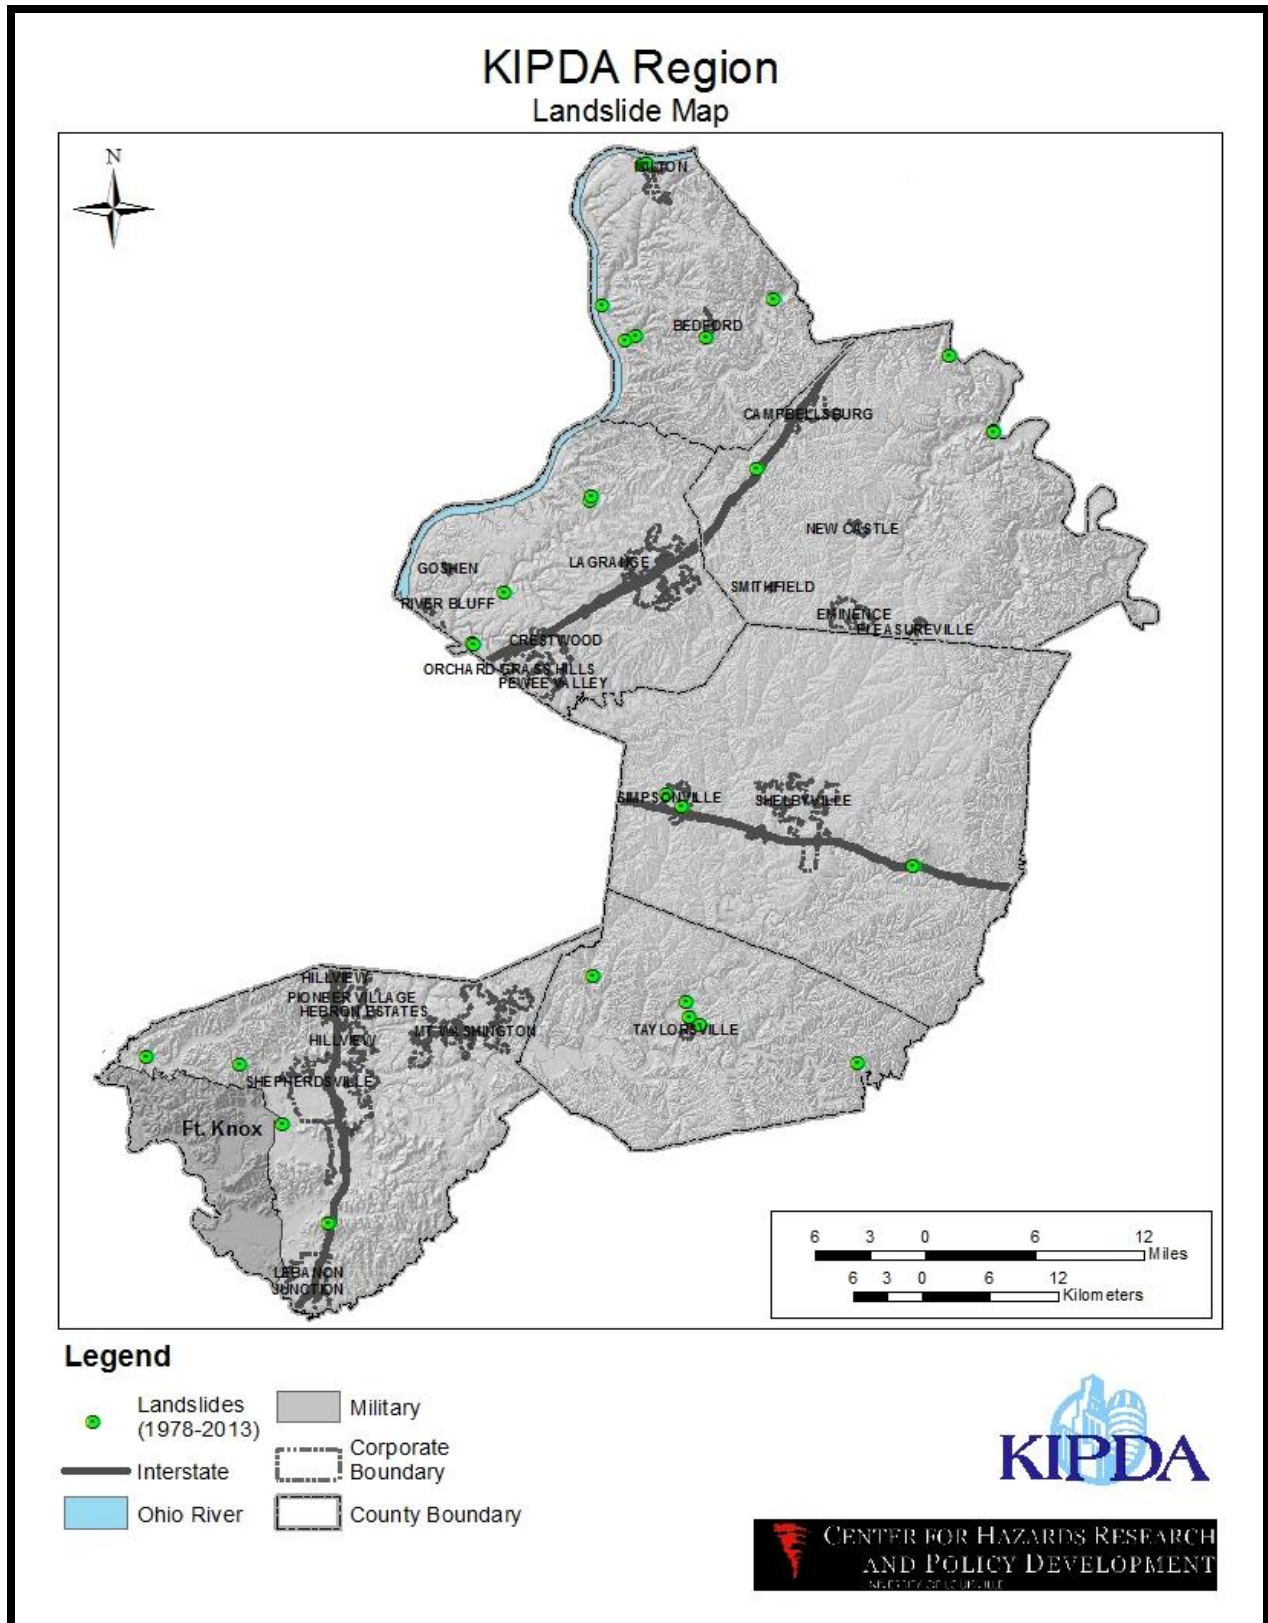 KIPDA Region
Landslide Map
N
MILTON
BEDFORD
CAMPBELLSBURG
NEW CASTLE
LAGRANGE
GOSHEN
SMITHFIELD
RIVER BLUFF
EMINENCE
PLEASUREVILLE
CRESTWOOD
ORCHARD GRASS HILLS
PEWEE VALLEY
SIMPSONVILLE
SHELBYVILLE
HILLVIEW
PIONEER VILLAGE
HEBRON ESTATES
MT WASHINGTON
TAYLORSVILLE
HILLVIEW
SHEPHERDSVILLE
Ft. Knox
LEBANON
JUNCTION
6 3 0 6 12
Miles
6 3 0 6 12
Kilometers
Legend
Landslides
(1978-2013)
Interstate
Ohio River
Military
Corporate
Boundary
County Boundary
KIPDA
CENTER FOR HAZARDS RESEARCH
AND POLICY DEVELOPMENT
UNIVERSITY OF LOUISVILLE